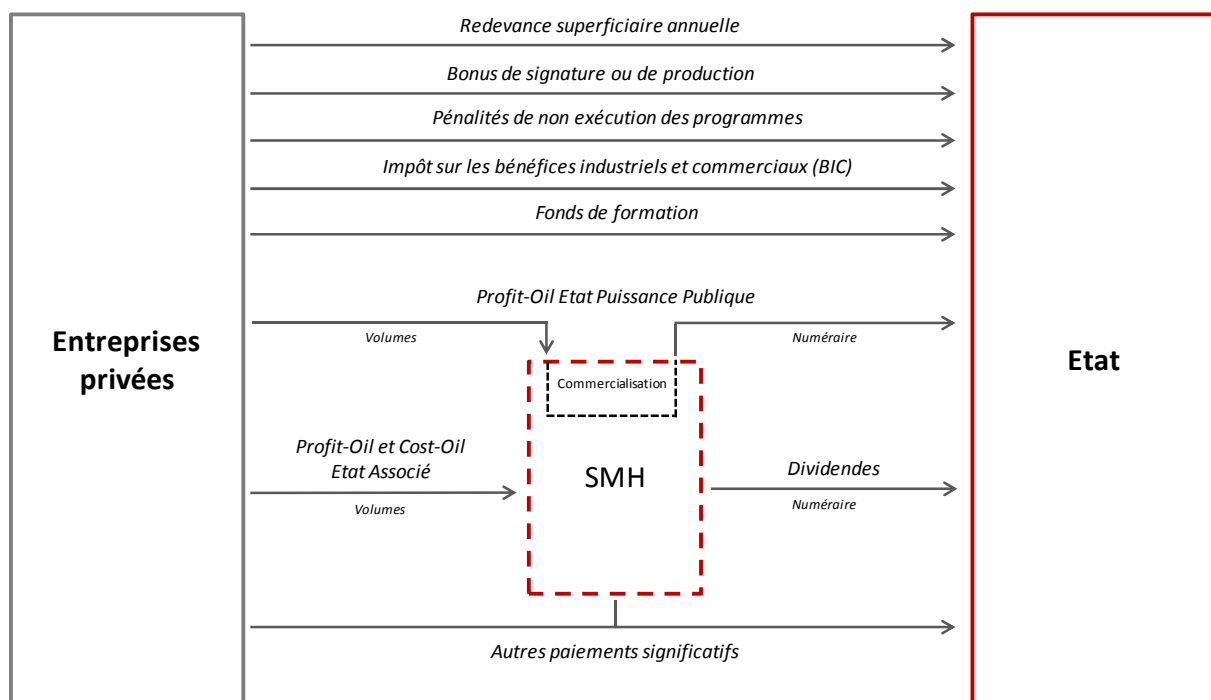 Redevance superficiaire annuelle
Bonus de signature ou de production
Pénalités de non exécution des programmes
Impôt sur les bénéfices industriels et commerciaux (BIC)
Fonds de formation
Profit-Oil Etat Puissance Publique
Volumes
Numéraire
Entreprises
privées
Etat
Commercialisation
Profit-Oil et Cost-Oil
Etat Associé
Volumes
SMH
Dividendes
Numéraire
Autres paiements significatifs